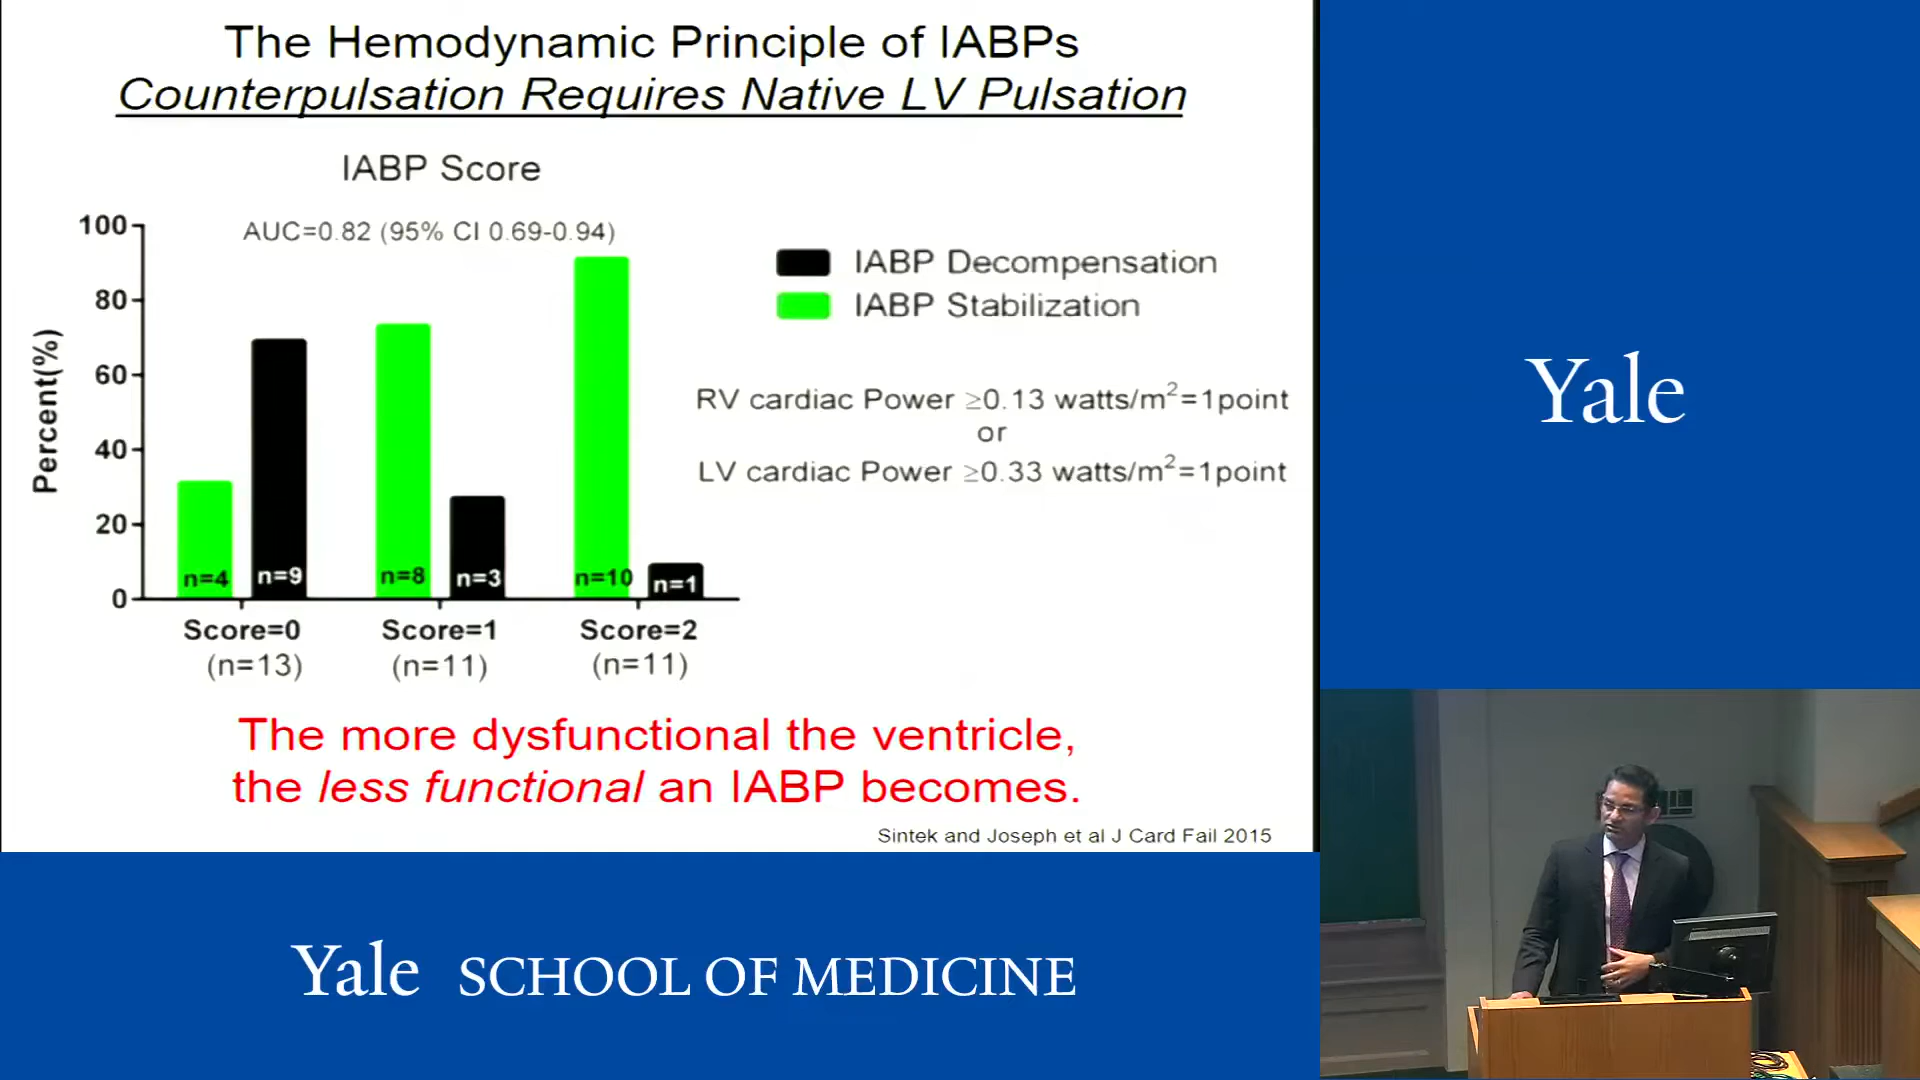 The Hemodynamic Principle of IABPs
Counterpulsation Requires Native LV Pulsation
IABP Score
AUC=0.82 (95% CI 0.69-0.94)
Percent(%)
100
80
60
40
20
0
n=4
n=9
n=8
n=3
n=10
n=1
Score=0
(n=13)
Score=1
(n=11)
Score=2
(n=11)
IABP Decompensation
IABP Stabilization
RV cardiac Power ≥0.13 watts/m²=1point
or
LV cardiac Power ≥0.33 watts/m²=1point
The more dysfunctional the ventricle,
the less functional an IABP becomes.
Sintek and Joseph et al J Card Fail 2015
Yale
Yale SCHOOL OF MEDICINE